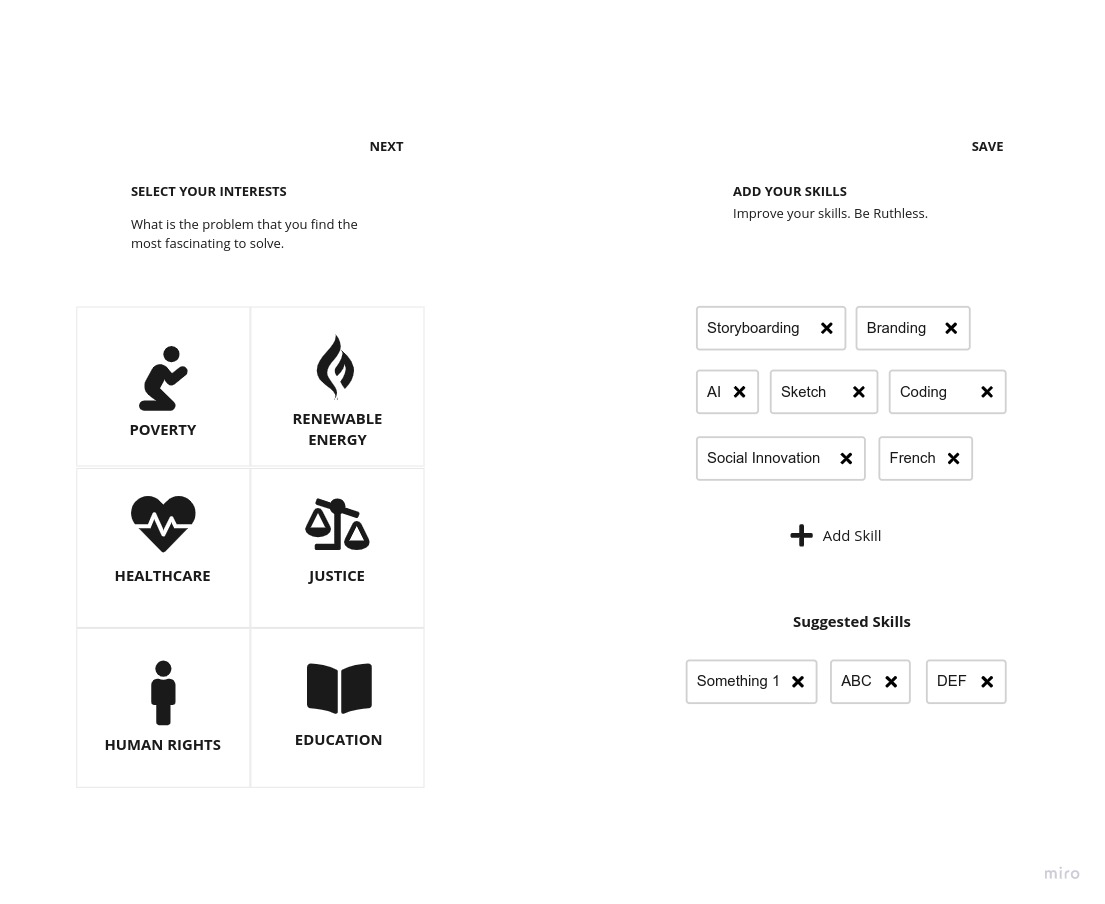 NEXT
SELECT YOUR INTERESTS
What is the problem that you find the
most fascinating to solve.
POVERTY
RENEWABLE
ENERGY
HEALTHCARE
JUSTICE
HUMAN RIGHTS
EDUCATION
SAVE
ADD YOUR SKILLS
Improve your skills. Be Ruthless.
Storyboarding
Branding
AI
Sketch
Coding
Social Innovation
French
Add Skill
Suggested Skills
Something 1
ABC
DEF
miro